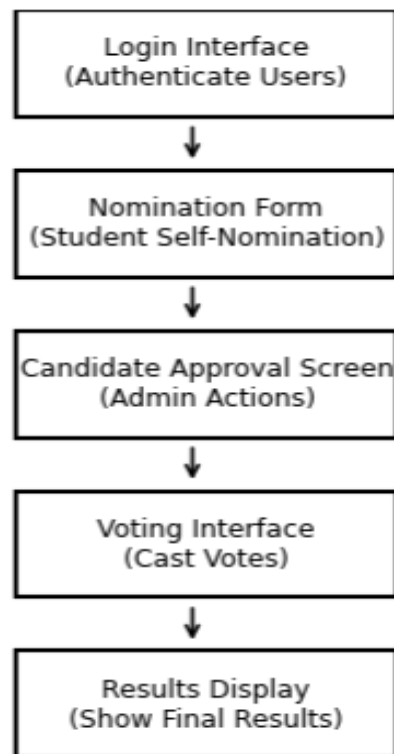 Login Interface
(Authenticate Users)
Nomination Form
(Student Self-Nomination)
Candidate Approval Screen
(Admin Actions)
Voting Interface
(Cast Votes)
Results Display
(Show Final Results)